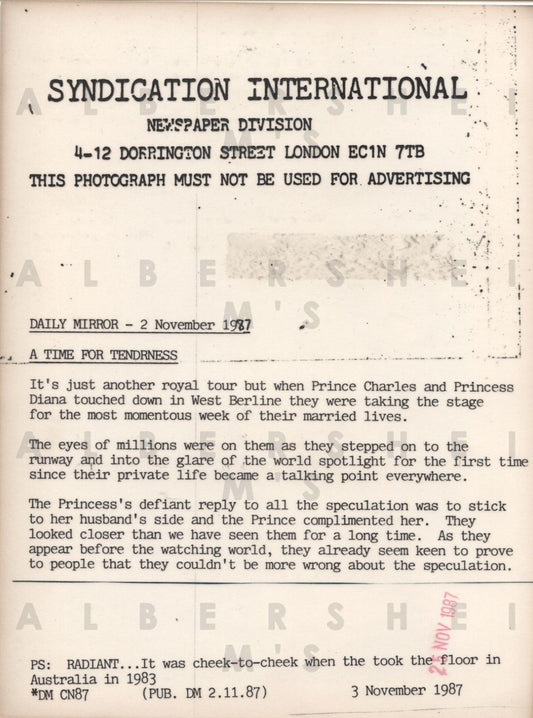 SYNDICATION INTERNATIONAL
NEWSPAPER DIVISION
4-12 DORRINGTON STREET LONDON EC1N 7TB
THIS PHOTOGRAPH MUST NOT BE USED FOR ADVERTISING
ALBERSHEIM'S
DAILY MIRROR - 2 November 1987
A TIME FOR TENDRNESS
It's just another royal tour but when Prince Charles and Princess
Diana touched down in West Berline they were taking the stage
for the most momentous week of their married lives.
ALBERSHEIM'S
The eyes of millions were on them as they stepped on to the
runway and into the glare of the world spotlight for the first time
since their private life became a talking point everywhere.
The Princess's defiant reply to all the speculation was to stick
to her husband's side and the Prince complimented her. They
looked closer than we have seen them for a long time. As they
appear before the watching world, they already seem keen to prove
to people that they couldn't be more wrong about the speculation.
ALBERSHEIM'S
NOV 1987
PS: RADIANT...It was cheek-to-cheek when the took the floor in
Australia in 1983
*DM CN87 (PUB. DM 2.11.87) 3 November 1987
ALBERSHEIM'S